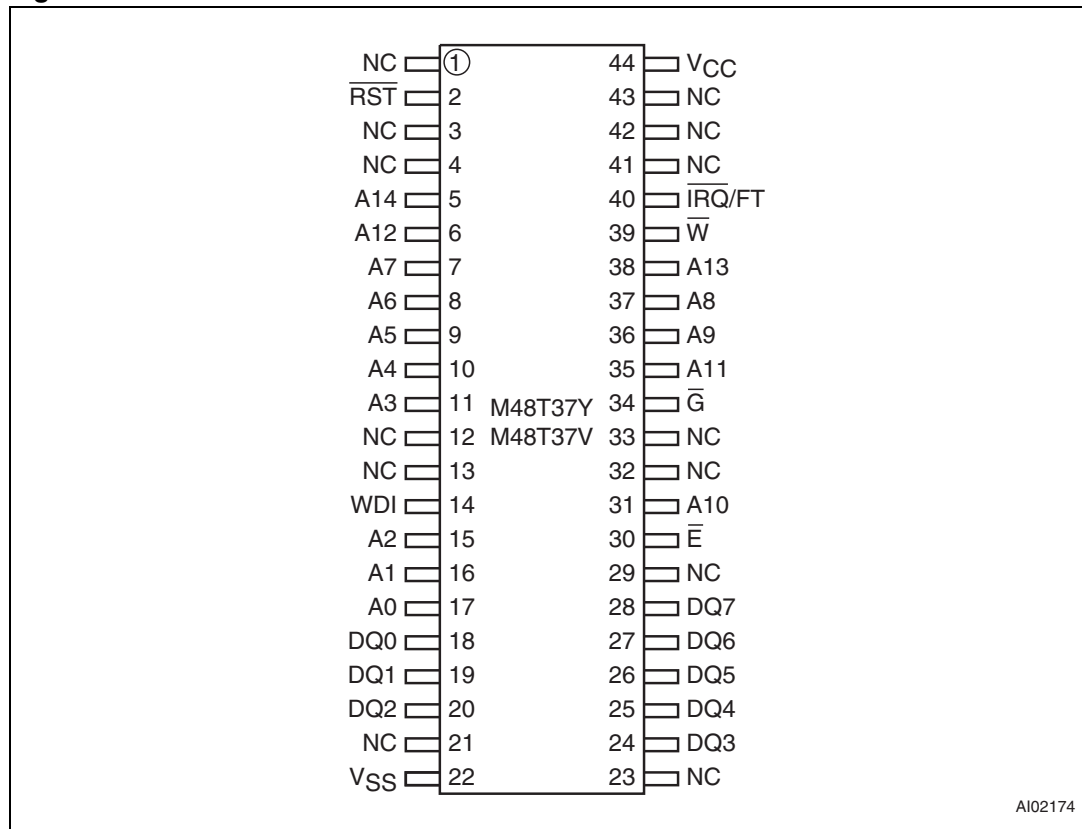 NC 1 44 VCC
RST 2 43 NC
NC 3 42 NC
NC 4 41 NC
A14 5 40 IRQ/FT
A12 6 39 W
A7 7 38 A13
A6 8 37 A8
A5 9 36 A9
A4 10 35 A11
A3 11 M48T37Y 34 G
NC 12 M48T37V 33 NC
NC 13 32 NC
WDI 14 31 A10
A2 15 30 E
A1 16 29 NC
A0 17 28 DQ7
DQ0 18 27 DQ6
DQ1 19 26 DQ5
DQ2 20 25 DQ4
NC 21 24 DQ3
VSS 22 23 NC
AI02174